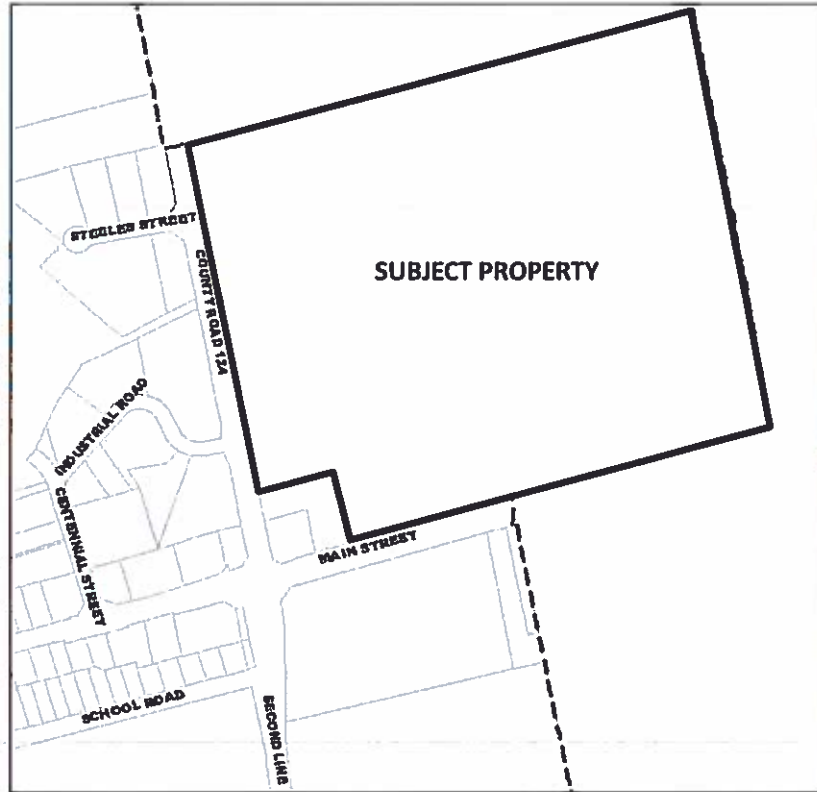 STEELES STREET
COUNTY ROAD 124
SUBJECT PROPERTY
INDUSTRIAL ROAD
CENTENNIAL STREET
MAIN STREET
SCHOOL ROAD
SECOND LINE